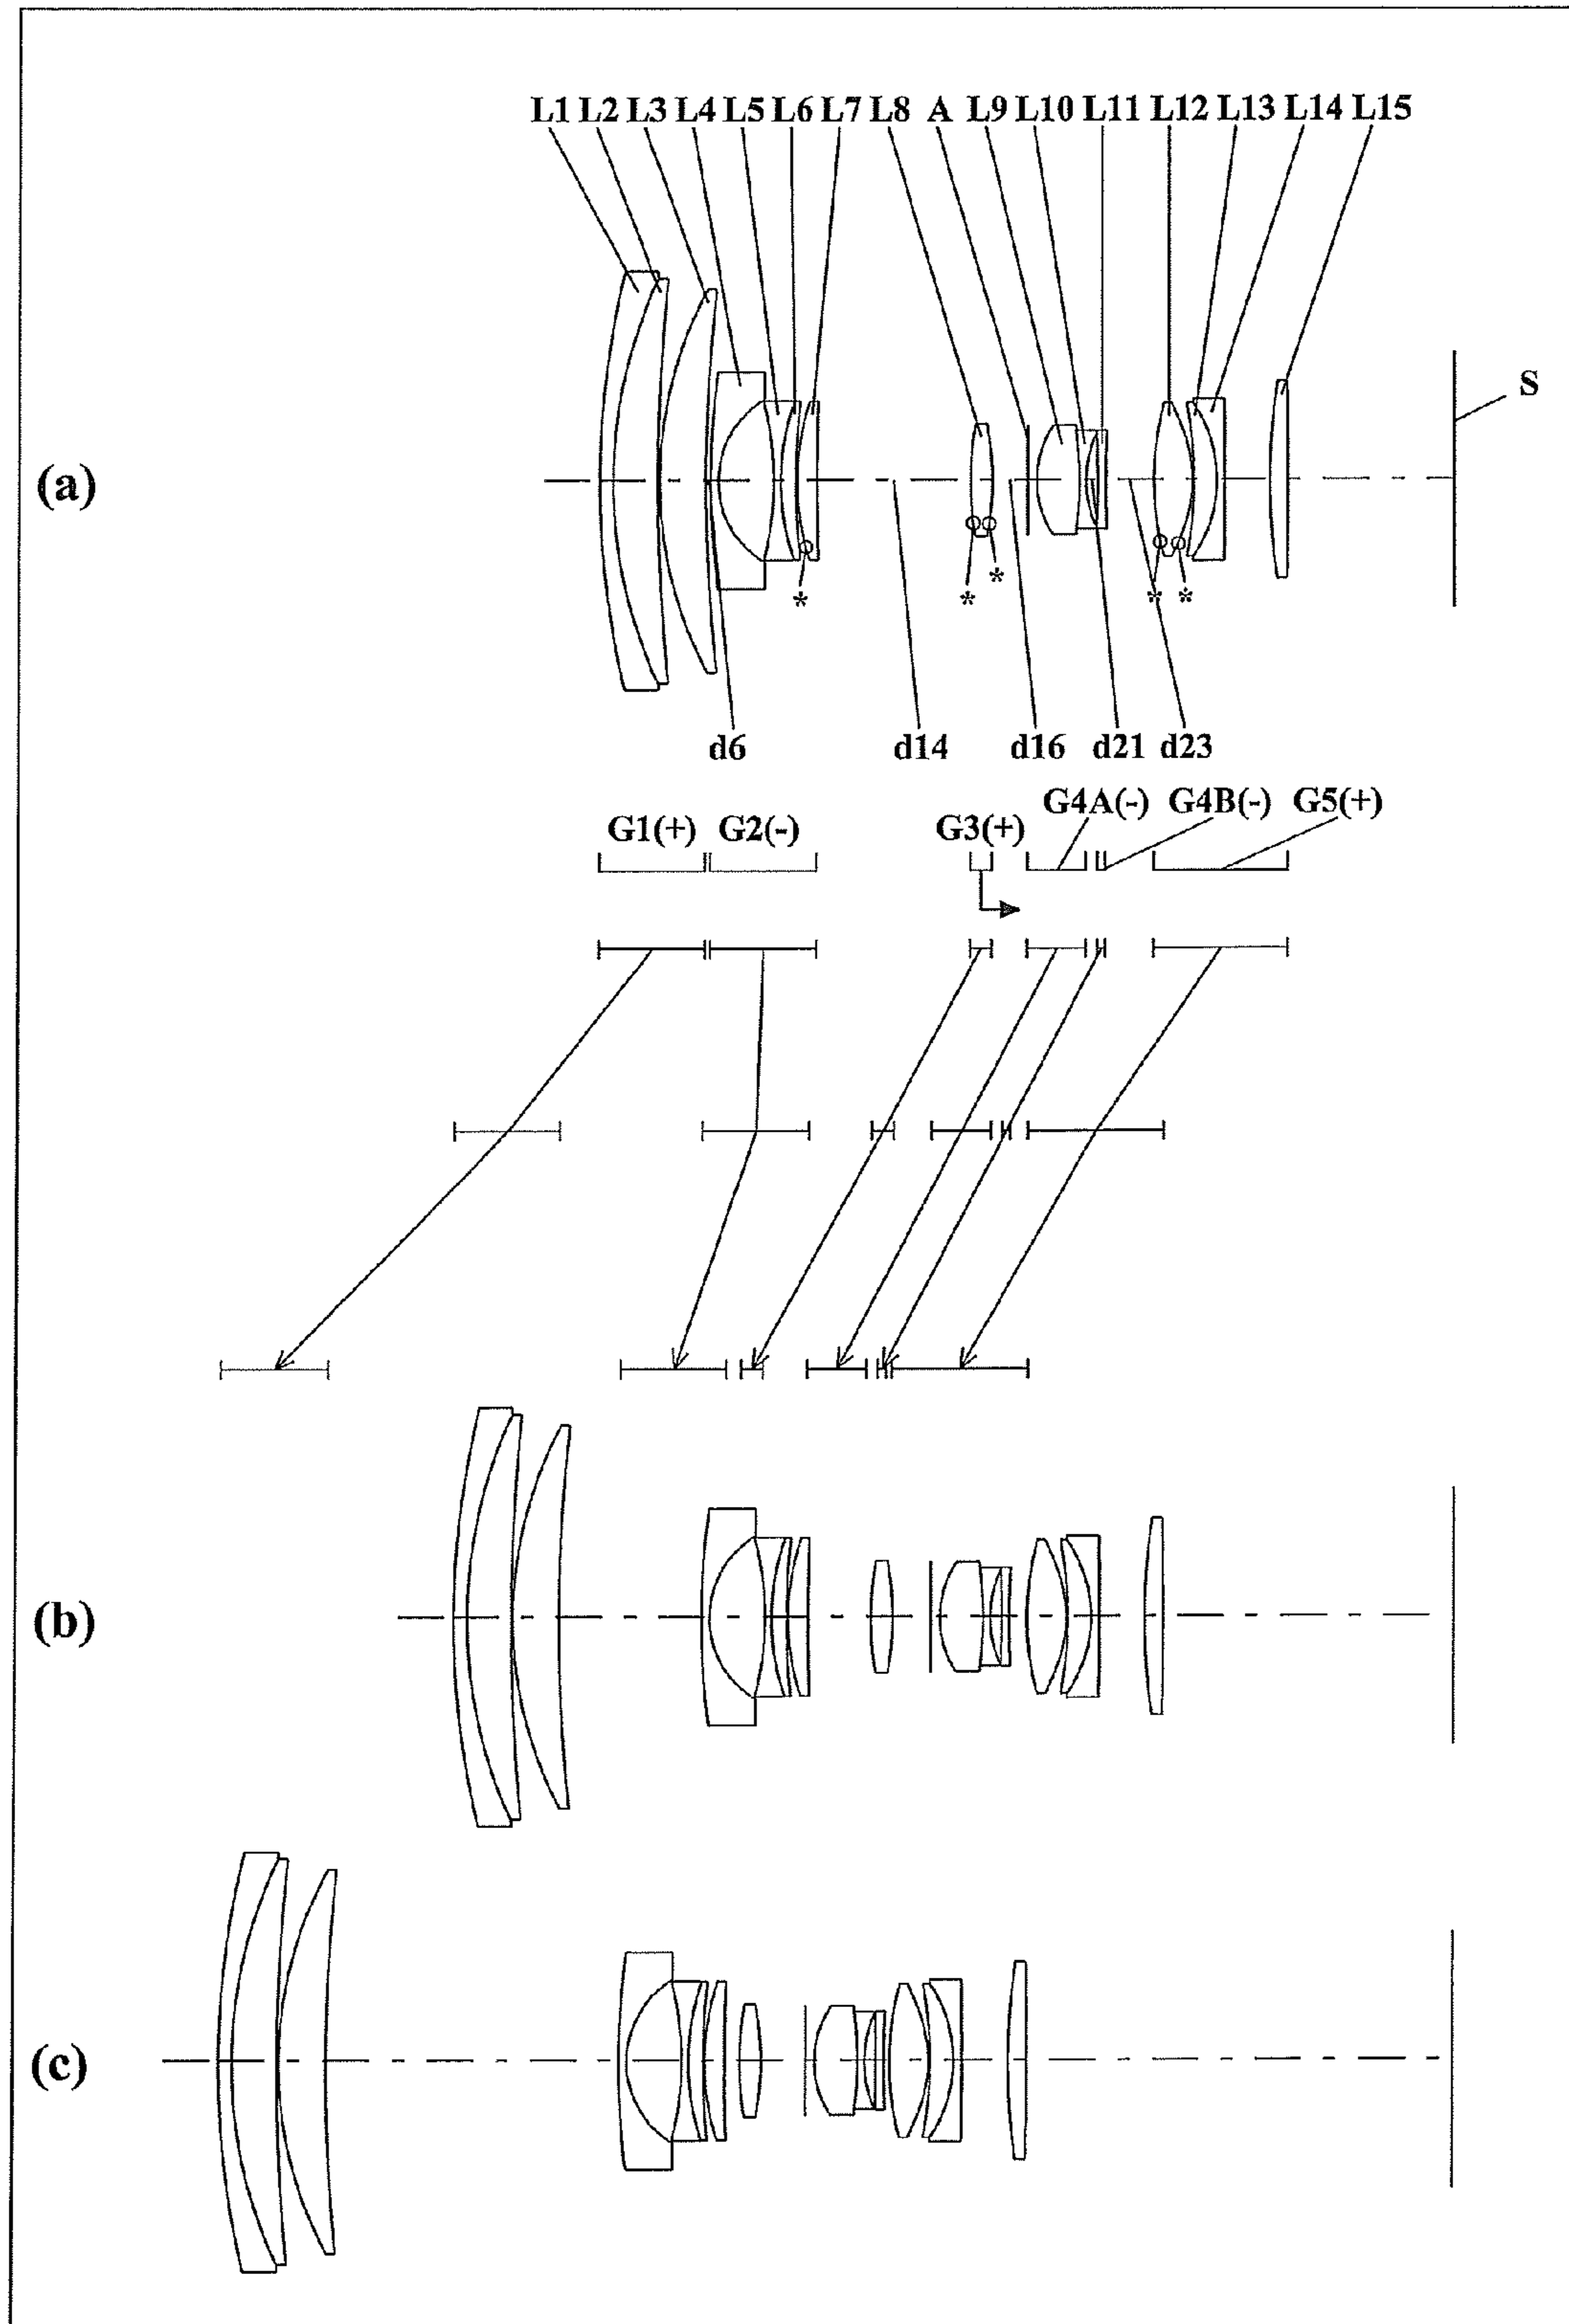 L1 L2 L3 L4 L5 L6 L7 L8 A L9 L10 L11 L12 L13 L14 L15
S
(a)
* * * * *
d6 d14 d16 d21 d23
G4A(-) G4B(-) G5(+)
G1(+) G2(-) G3(+)
(b)
(c)